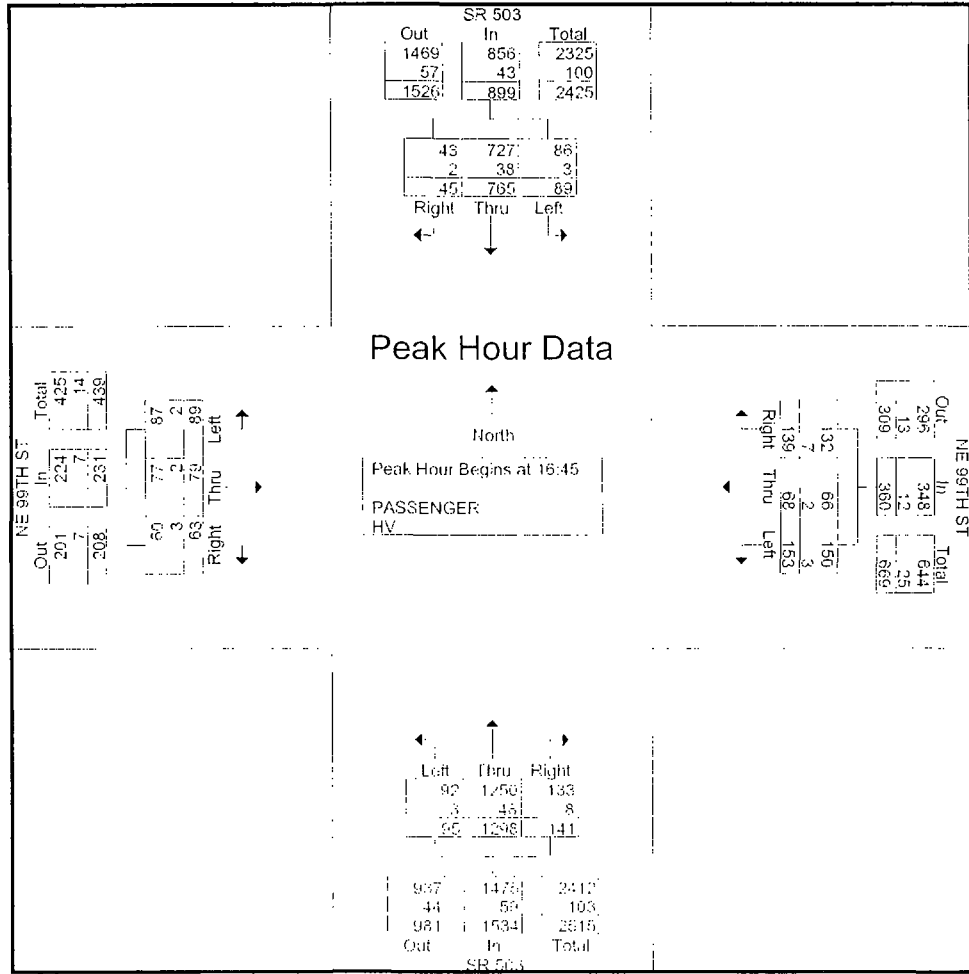 SR 503
Out In Total
1469 856 2325
57 43 100
1526 899 2425
43 727 86
2 38 3
45 765 89
Right Thru Left
Peak Hour Data
North
Peak Hour Begins at 16:45
PASSENGER
HV
NE 99TH ST
Total In Out
425 224 201
14 7 7
439 231 208
87 77 60
2 2 3
89 79 63
Left Thru Right
Right Thru Left
139 68 153
7 2 3
132 66 150
309 360 669
13 12 25
296 348 644
Out In Total
NE 99TH ST
Left Thru Right
92 1250 133
3 48 8
95 1298 141
937 1475 2412
44 59 103
981 1534 2515
Out In Total
SR 503